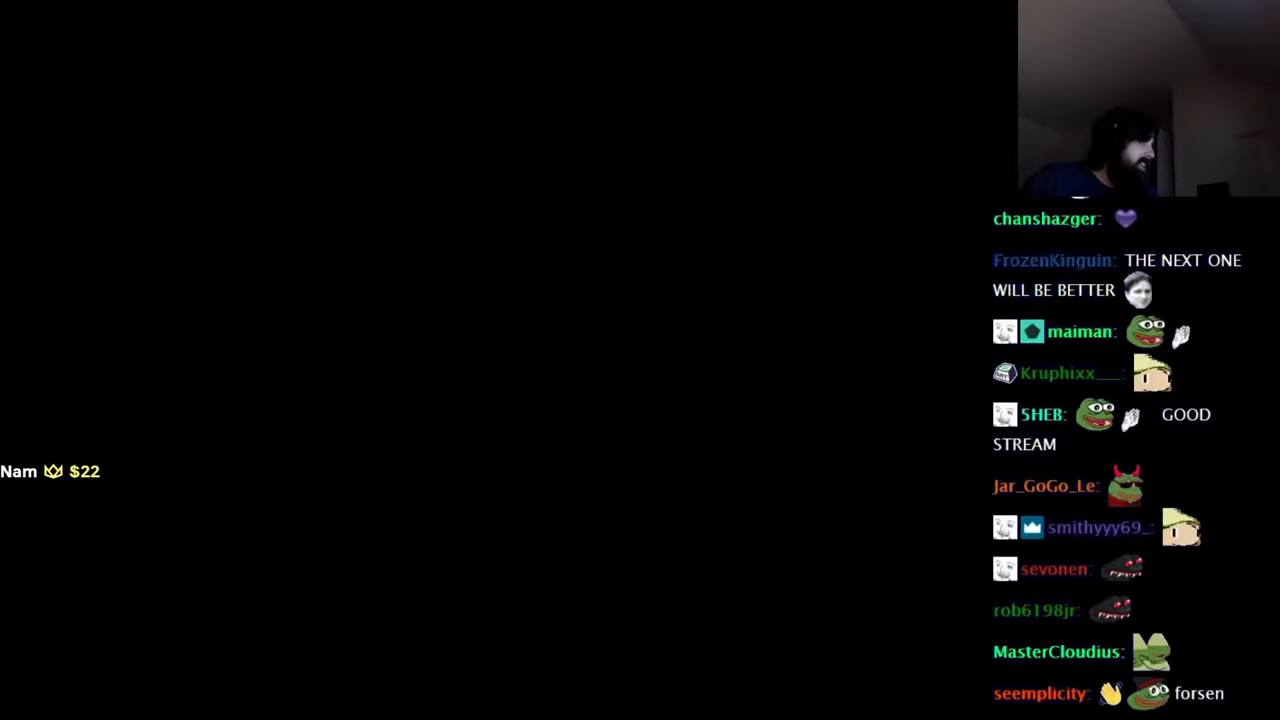 chanshazger:
FrozenKinguin: THE NEXT ONE
WILL BE BETTER
maiman:
Kruphixx___:
5HEB: GOOD
STREAM
Nam $22
Jar_GoGo_Le:
smithyyy69_:
sevonen:
rob6198jr:
MasterCloudius:
seemplicity: forsen